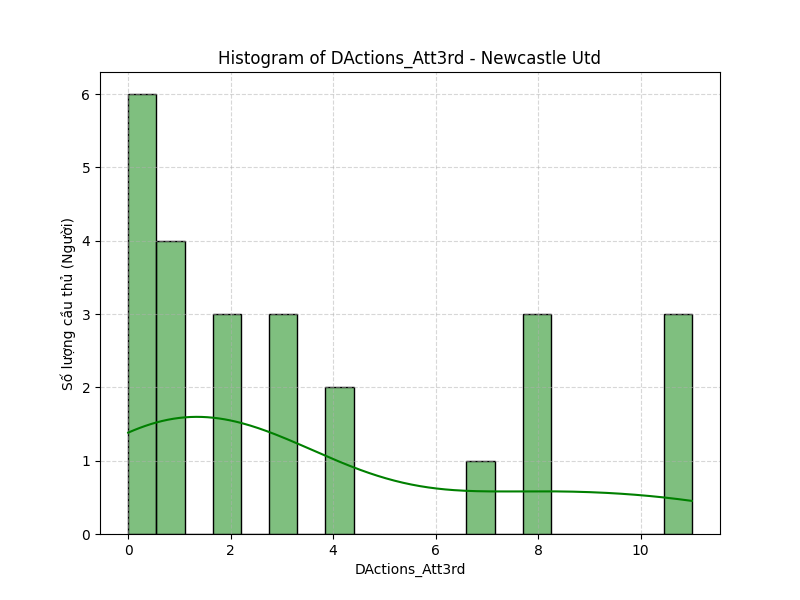 Histogram of DActions_Att3rd - Newcastle Utd
Số lượng cầu thủ (Người)
6
5
4
3
2
1
0
0 2 4 6 8 10
DActions_Att3rd